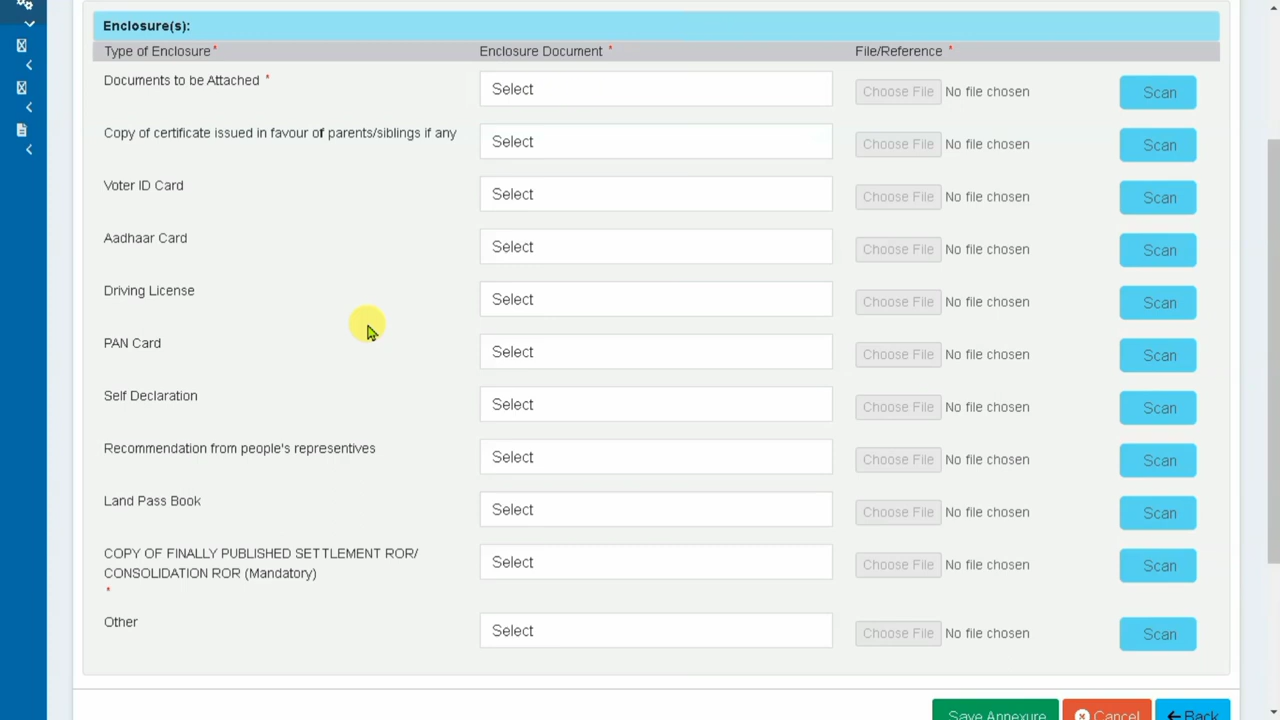 Enclosure(s):
Type of Enclosure * Enclosure Document * File/Reference *
Documents to be Attached * Select Choose File No file chosen Scan
Copy of certificate issued in favour of parents/siblings if any Select Choose File No file chosen Scan
Voter ID Card Select Choose File No file chosen Scan
Aadhaar Card Select Choose File No file chosen Scan
Driving License Select Choose File No file chosen Scan
PAN Card Select Choose File No file chosen Scan
Self Declaration Select Choose File No file chosen Scan
Recommendation from people's representives Select Choose File No file chosen Scan
Land Pass Book Select Choose File No file chosen Scan
COPY OF FINALLY PUBLISHED SETTLEMENT ROR/ Select Choose File No file chosen Scan
CONSOLIDATION ROR (Mandatory)
*
Other Select Choose File No file chosen Scan
Save Annexure Cancel Back